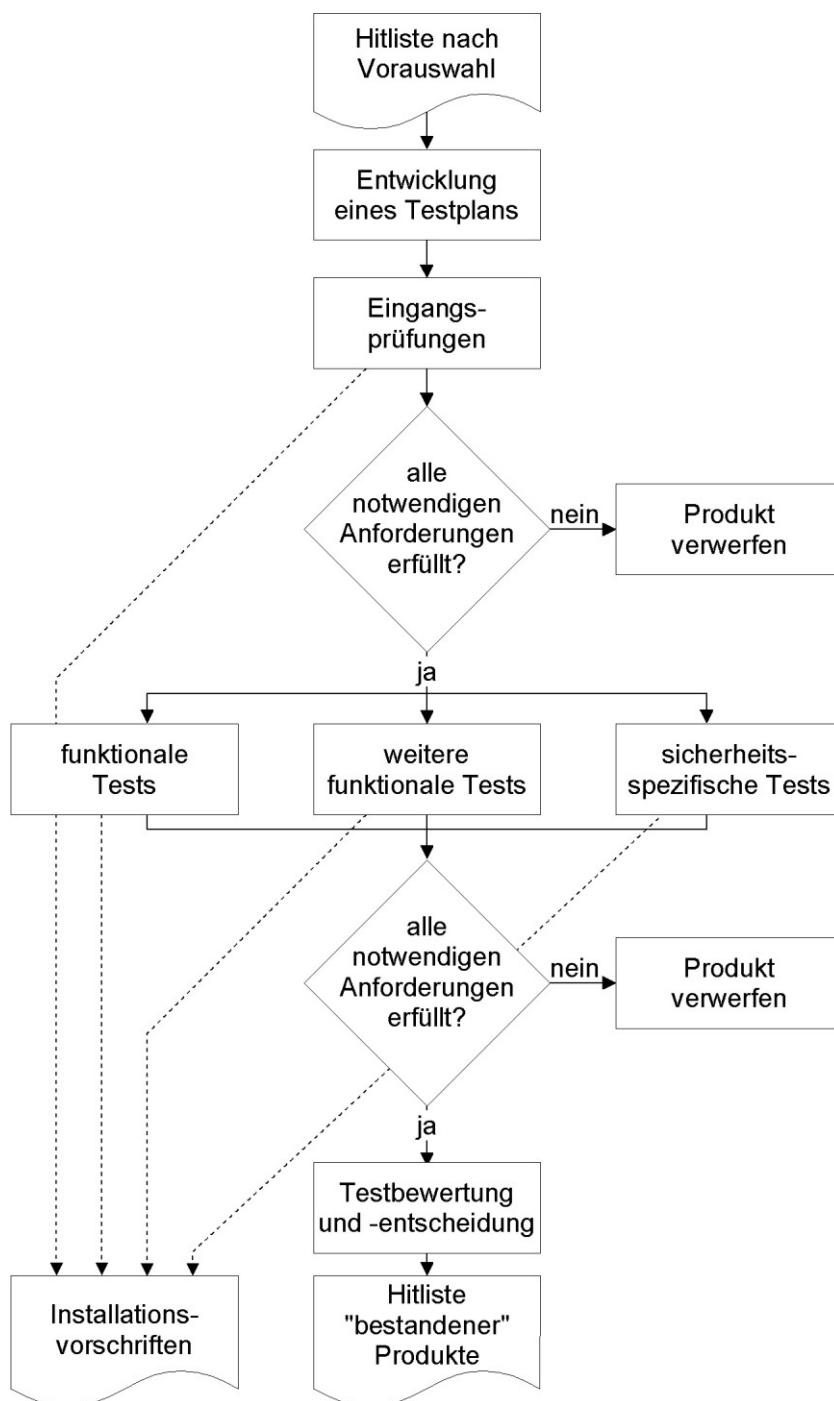 Hitliste nach
Vorauswahl
Entwicklung
eines Testplans
Eingangs-
prüfungen
alle
notwendigen
Anforderungen
erfüllt?
nein
Produkt
verwerfen
ja
funktionale
Tests
weitere
funktionale Tests
sicherheits-
spezifische Tests
alle
notwendigen
Anforderungen
erfüllt?
nein
Produkt
verwerfen
ja
Testbewertung
und -entscheidung
Installations-
vorschriften
Hitliste
"bestandener"
Produkte